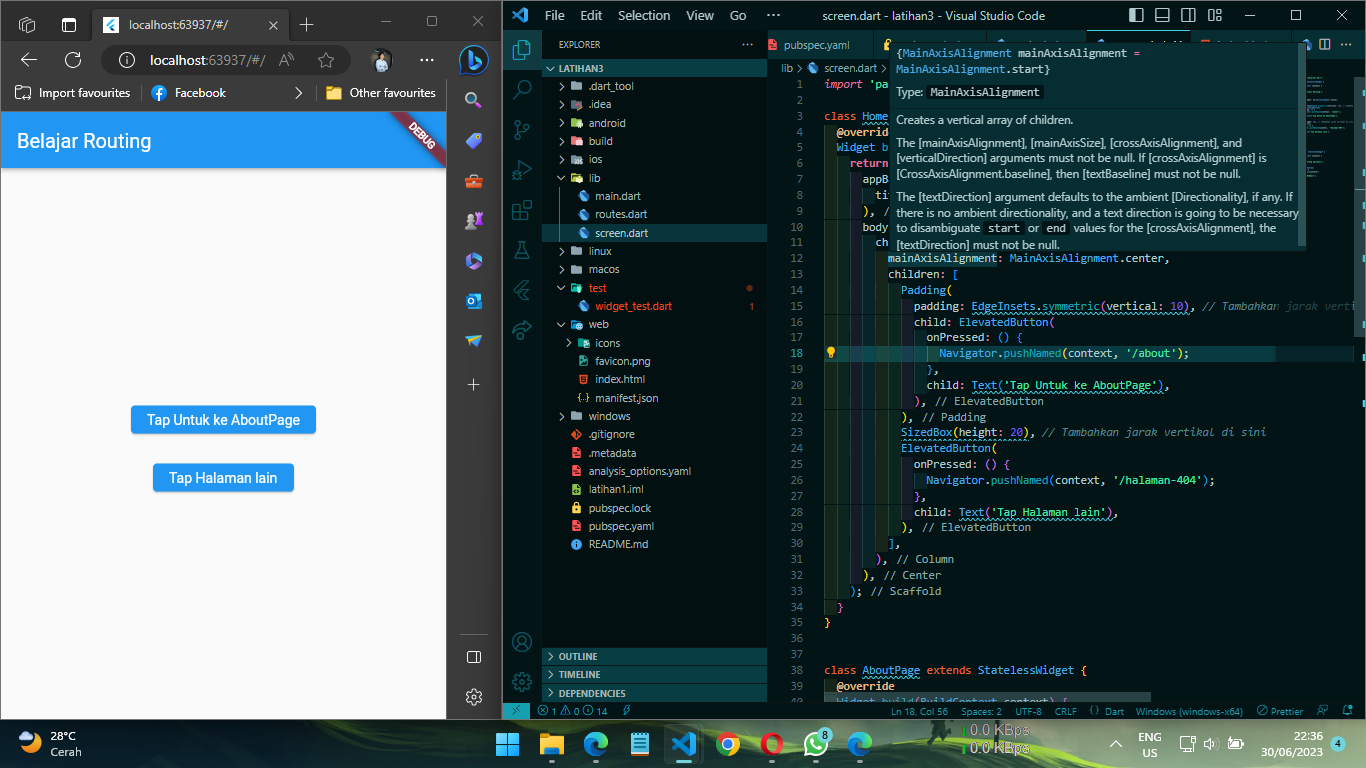 localhost:63937/#/
localhost:63937/#/
Import favourites
Facebook
Other favourites
Belajar Routing
DEBUG
Tap Untuk ke AboutPage
Tap Halaman lain
File Edit Selection View Go ··· screen.dart - latihan3 - Visual Studio Code
EXPLORER
LATIHAN3
.dart_tool
.idea
android
build
ios
lib
main.dart
routes.dart
screen.dart
linux
macos
test
widget_test.dart 1
web
icons
favicon.png
index.html
manifest.json
windows
.gitignore
.metadata
analysis_options.yaml
latihan1.iml
pubspec.lock
pubspec.yaml
README.md
OUTLINE
TIMELINE
DEPENDENCIES
pubspec.yaml
lib > screen.dart >
{MainAxisAlignment mainAxisAlignment =
MainAxisAlignment.start}
Type: MainAxisAlignment
Creates a vertical array of children.
The [mainAxisAlignment], [mainAxisSize], [crossAxisAlignment], and
[verticalDirection] arguments must not be null. If [crossAxisAlignment] is
[CrossAxisAlignment.baseline], then [textBaseline] must not be null.
The [textDirection] argument defaults to the ambient [Directionality], if any. If
there is no ambient directionality, and a text direction is going to be necessary
to disambiguate start or end values for the [crossAxisAlignment], the
[textDirection] must not be null.
1 import 'pa
2
3 class Home
4 @override
5 Widget b
6 return
7 appBa
8 tit
9 ), //
10 body
11 ch
12 mainAxisAlignment: MainAxisAlignment.center,
13 children: [
14 Padding(
15 padding: EdgeInsets.symmetric(vertical: 10), // Tambahkan jarak verti
16 child: ElevatedButton(
17 onPressed: () {
18 Navigator.pushNamed(context, '/about');
19 },
20 child: Text('Tap Untuk ke AboutPage'),
21 ), // ElevatedButton
22 ), // Padding
23 SizedBox(height: 20), // Tambahkan jarak vertikal di sini
24 ElevatedButton(
25 onPressed: () {
26 Navigator.pushNamed(context, '/halaman-404');
27 },
28 child: Text('Tap Halaman lain'),
29 ), // ElevatedButton
30 ],
31 ), // Column
32 ), // Center
33 ); // Scaffold
34 }
35 }
36
37
38 class AboutPage extends StatelessWidget {
39 @override
40 Widget build(BuildContext context) {
1 0 14
Ln 18, Col 56 Spaces: 2 UTF-8 CRLF {} Dart Windows (windows-x64) Prettier
28°C
Cerah
8
0.0 KBps
0.0 KBps
ENG
US
22:36
30/06/2023
4